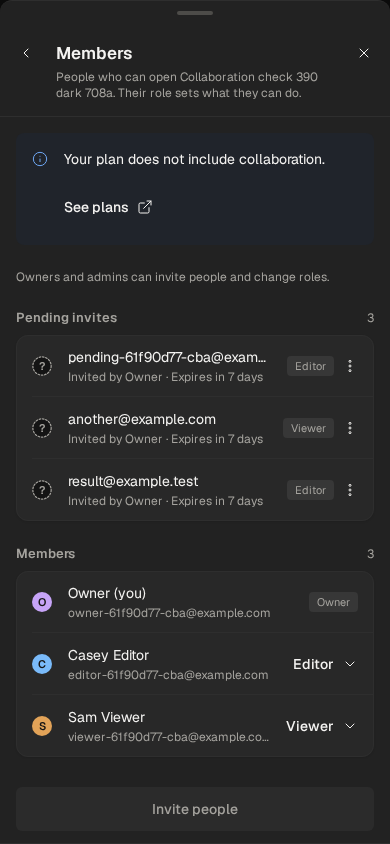 Members
People who can open Collaboration check 390
dark 708a. Their role sets what they can do.
Your plan does not include collaboration.
See plans
Owners and admins can invite people and change roles.
Pending invites 3
? pending-61f90d77-cba@exam... Editor
Invited by Owner · Expires in 7 days
? another@example.com Viewer
Invited by Owner · Expires in 7 days
? result@example.test Editor
Invited by Owner · Expires in 7 days
Members 3
O Owner (you) Owner
owner-61f90d77-cba@example.com
C Casey Editor Editor
editor-61f90d77-cba@example.com
S Sam Viewer Viewer
viewer-61f90d77-cba@example.co...
Invite people